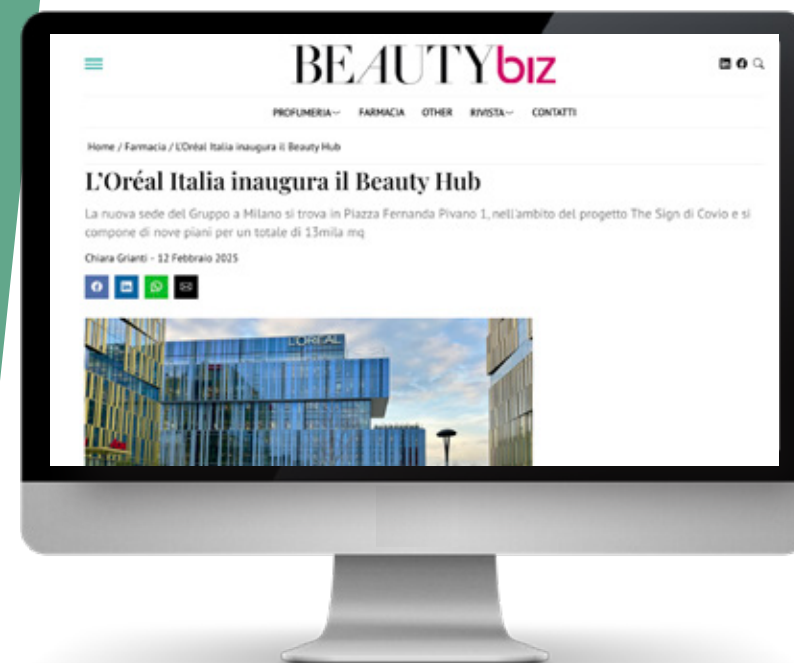 BEAUTYbiz
PROFUMERIA FARMACIA OTHER RIVISTA CONTATTI
Home / Farmacia / L'Oréal Italia inaugura il Beauty Hub
L'Oréal Italia inaugura il Beauty Hub
La nuova sede del Gruppo a Milano si trova in Piazza Fernanda Pivano 1, nell'ambito del progetto The Sign di Covio e si
compone di nove piani per un totale di 13mila mq
Chiara Grianti - 12 Febbraio 2025
L'ORÉAL